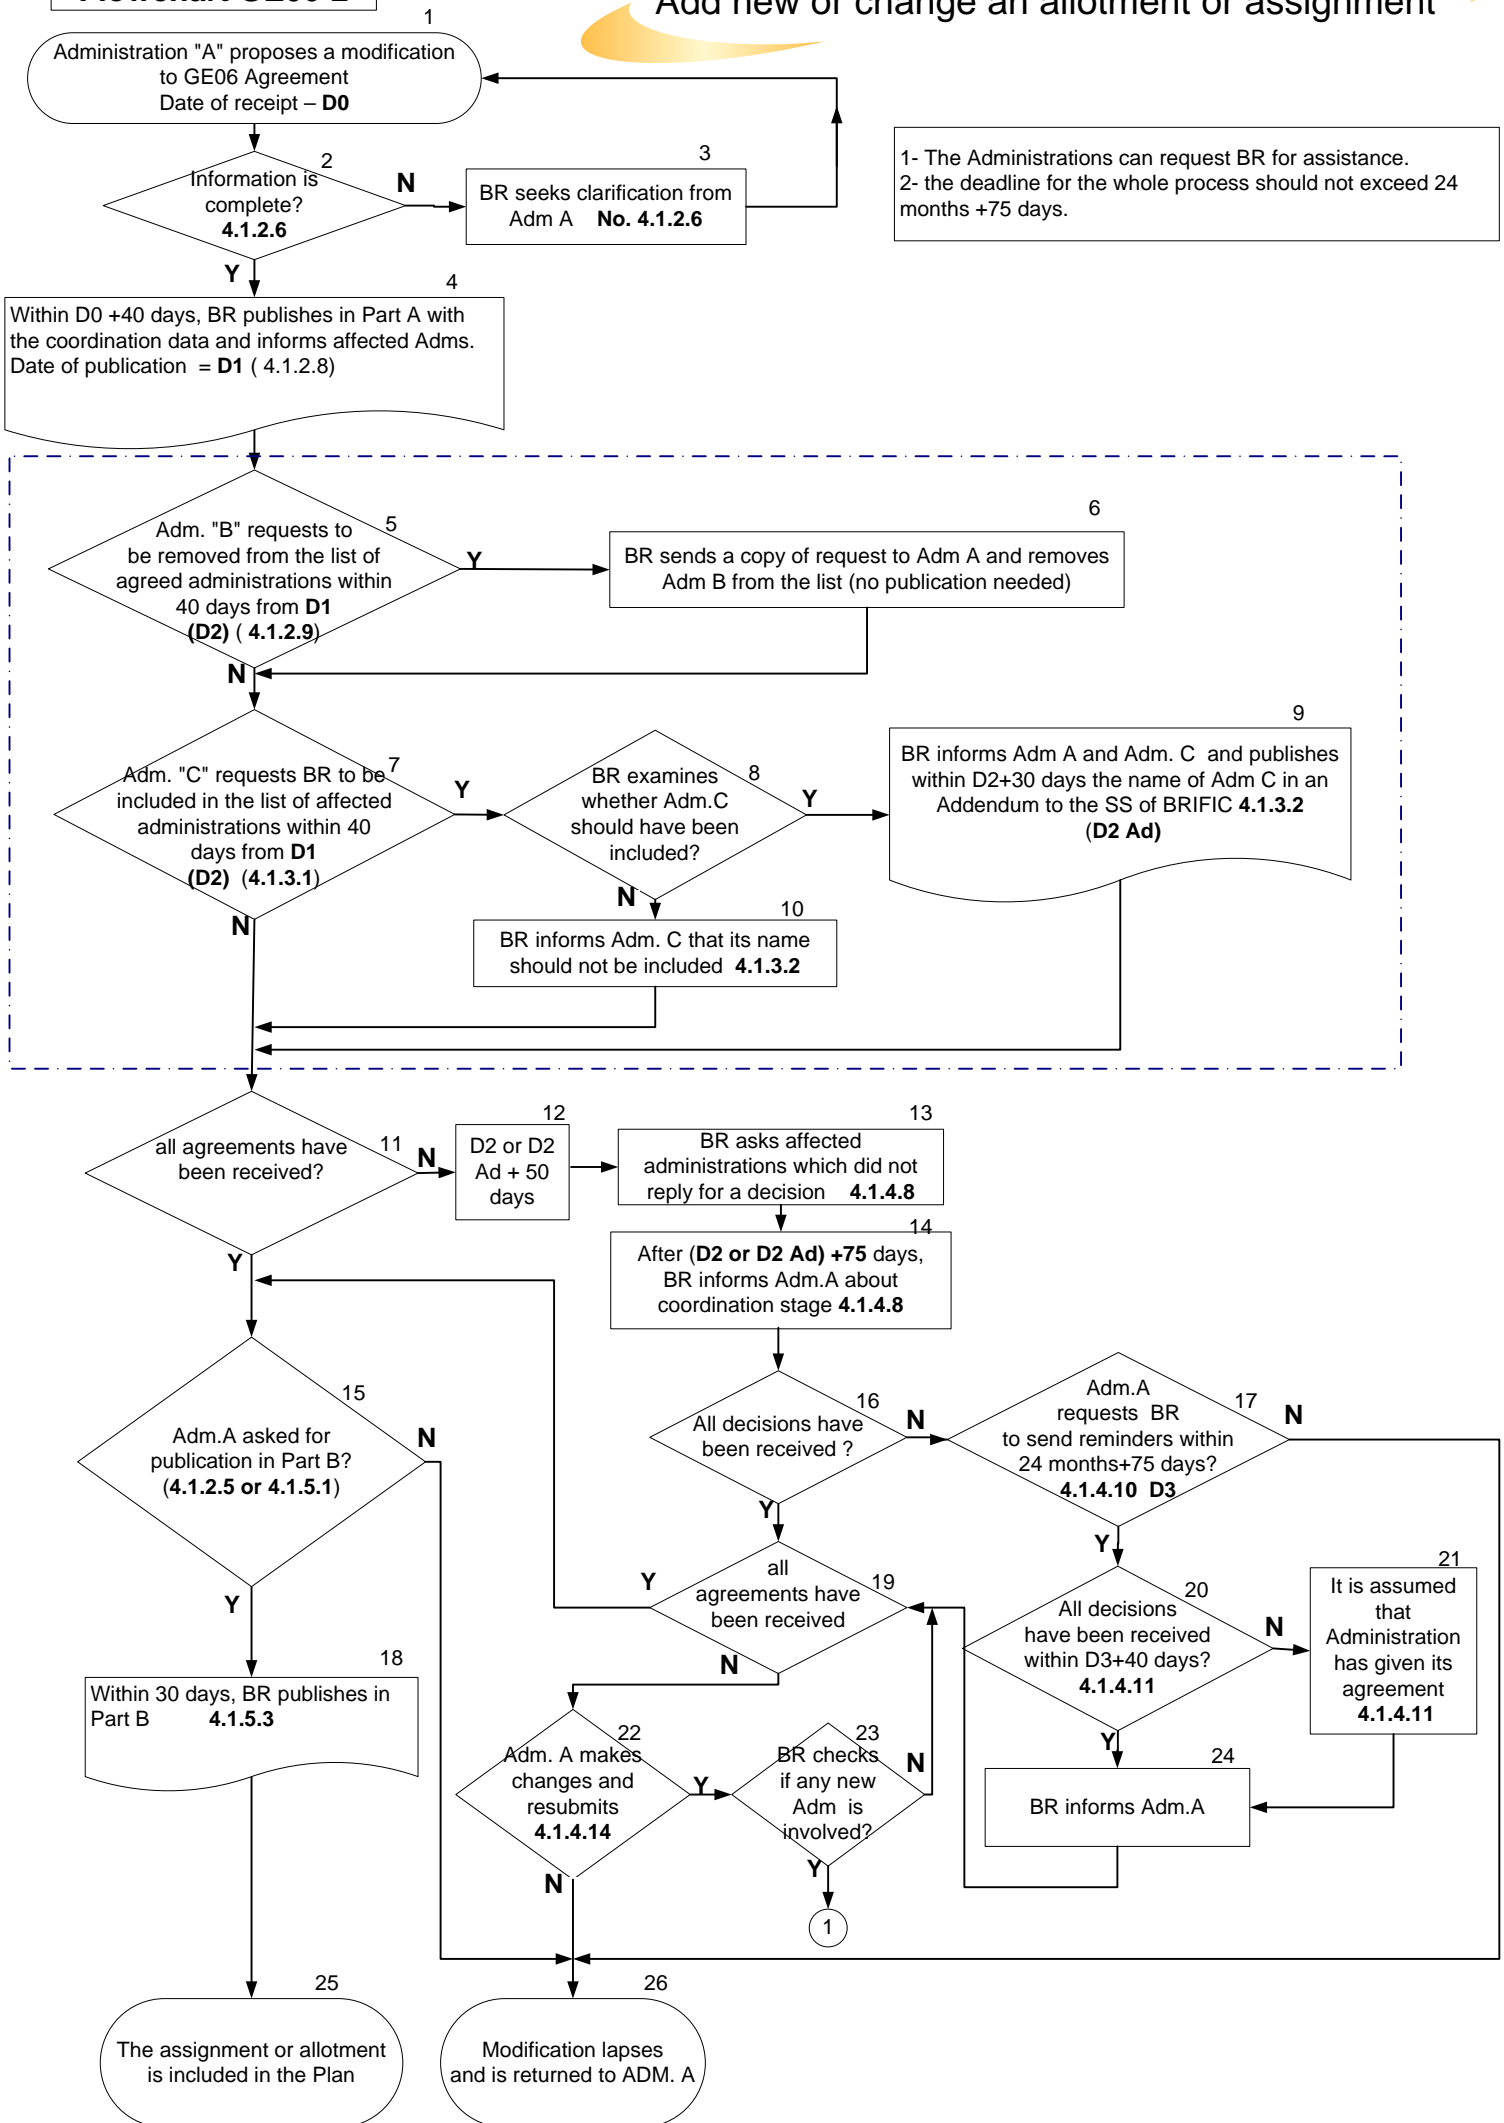 Flowchart GE06-2
Add new or change an allotment or assignment
1
Administration "A" proposes a modification
to GE06 Agreement
Date of receipt – D0
2
Information is
complete?
4.1.2.6
N
Y
3
BR seeks clarification from
Adm A No. 4.1.2.6
1- The Administrations can request BR for assistance.
2- the deadline for the whole process should not exceed 24
months +75 days.
4
Within D0 +40 days, BR publishes in Part A with
the coordination data and informs affected Adms.
Date of publication = D1 ( 4.1.2.8)
5
Adm. "B" requests to
be removed from the list of
agreed administrations within
40 days from D1
(D2) ( 4.1.2.9)
Y
N
6
BR sends a copy of request to Adm A and removes
Adm B from the list (no publication needed)
7
Adm. "C" requests BR to be
included in the list of affected
administrations within 40
days from D1
(D2) (4.1.3.1)
Y
N
8
BR examines
whether Adm.C
should have been
included?
Y
N
9
BR informs Adm A and Adm. C and publishes
within D2+30 days the name of Adm C in an
Addendum to the SS of BRIFIC 4.1.3.2
(D2 Ad)
10
BR informs Adm. C that its name
should not be included 4.1.3.2
11
all agreements have
been received?
N
Y
12
D2 or D2
Ad + 50
days
13
BR asks affected
administrations which did not
reply for a decision 4.1.4.8
14
After (D2 or D2 Ad) +75 days,
BR informs Adm.A about
coordination stage 4.1.4.8
15
Adm.A asked for
publication in Part B?
(4.1.2.5 or 4.1.5.1)
N
Y
16
All decisions have
been received ?
N
Y
17
Adm.A
requests BR
to send reminders within
24 months+75 days?
4.1.4.10 D3
N
Y
18
Within 30 days, BR publishes in
Part B 4.1.5.3
19
all
agreements have
been received
Y
N
20
All decisions
have been received
within D3+40 days?
4.1.4.11
N
Y
21
It is assumed
that
Administration
has given its
agreement
4.1.4.11
22
Adm. A makes
changes and
resubmits
4.1.4.14
Y
N
23
BR checks
if any new
Adm is
involved?
N
Y
1
24
BR informs Adm.A
25
The assignment or allotment
is included in the Plan
26
Modification lapses
and is returned to ADM. A